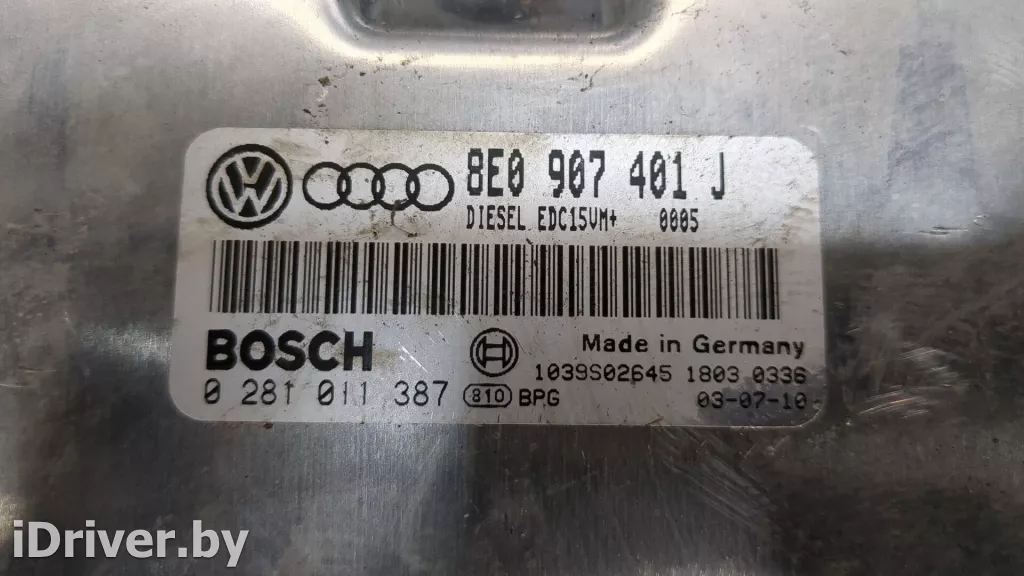 8E0 907 401 J
DIESEL EDC15VM+ 0005
BOSCH
Made in Germany
1039S02645 1803 0336
0 281 011 387 810 BPG 03-07-10
iDriver.by